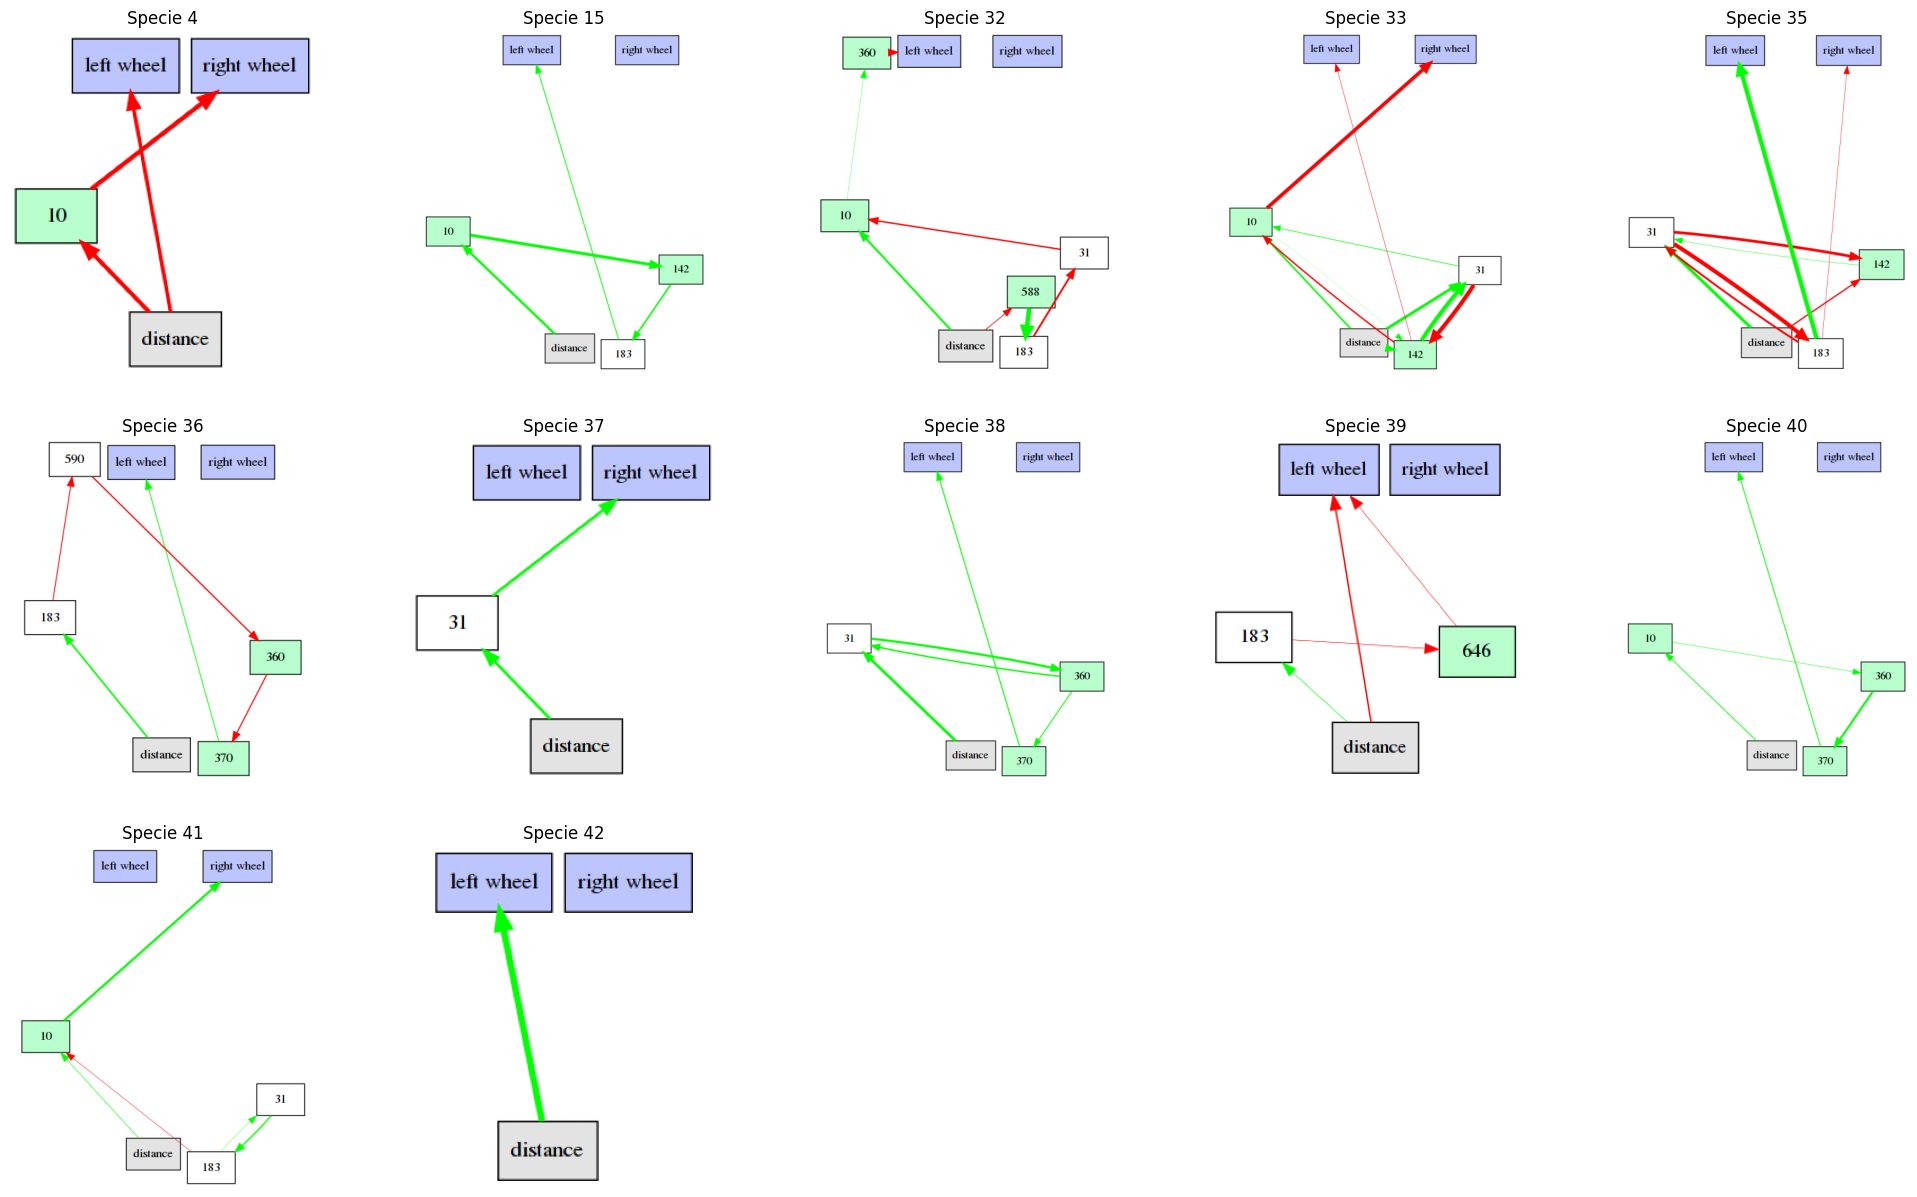 Specie 4
left wheel
right wheel
10
distance
Specie 15
left wheel
right wheel
10
142
distance
183
Specie 32
360
left wheel
right wheel
10
31
588
distance
183
Specie 33
left wheel
right wheel
10
31
distance
142
Specie 35
left wheel
right wheel
31
142
distance
183
Specie 36
590
left wheel
right wheel
183
360
distance
370
Specie 37
left wheel
right wheel
31
distance
Specie 38
left wheel
right wheel
31
360
distance
370
Specie 39
left wheel
right wheel
183
646
distance
Specie 40
left wheel
right wheel
10
360
distance
370
Specie 41
left wheel
right wheel
10
31
distance
183
Specie 42
left wheel
right wheel
distance